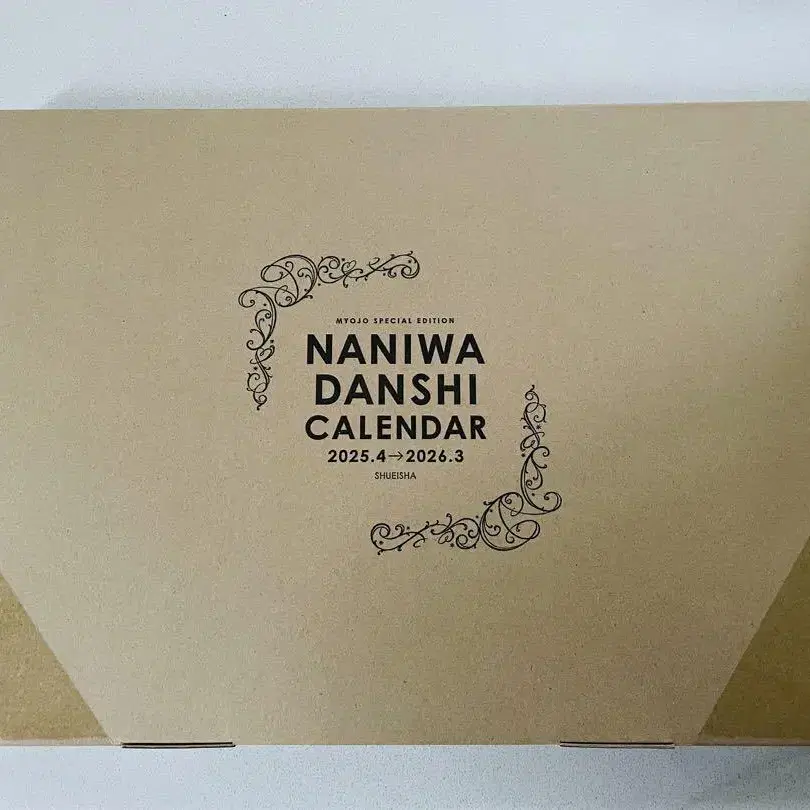 MYOJO SPECIAL EDITION
NANIWA
DANSHI
CALENDAR
2025.4→2026.3
SHUEISHA